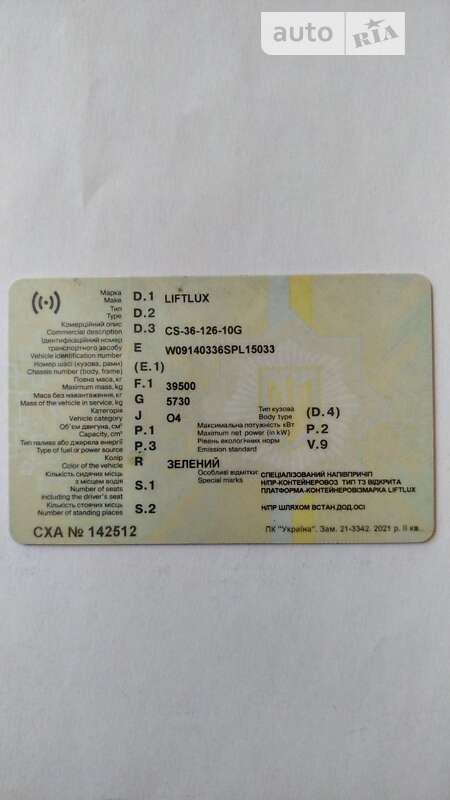 auto RIA
Марка
Make D.1 LIFTLUX
Тип
Type D.2
Комерційний опис
Commercial description D.3 CS-36-126-10G
Ідентифікаційний номер
транспортного засобу E W09140336SPL15033
Vehicle identification number
Номер шасі (кузова, рами) (E.1)
Chassis number (body, frame)
Повна маса, кг F.1 39500
Maximum mass, kg
Маса без навантаження, кг G 5730
Mass of the vehicle in service, kg
Категорія J O4 Тип кузова (D.4)
Vehicle category Body type
Об'єм двигуна, см³ P.1 Максимальна потужність кВт P.2
Capacity, cm³ Maximum net power (in kW)
Тип палива або джерела енергії P.3 Рівень екологічних норм V.9
Type of fuel or power source Emission standard
Колір R ЗЕЛЕНИЙ Особливі відмітки
Color of the vehicle Special marks
СПЕЦІАЛІЗОВАНИЙ НАПІВПРИЧІП
Кількість сидячих місць
з місцем водія S.1 Н/ПР-КОНТЕЙНЕРОВОЗ ТИП ТЗ ВІДКРИТА
Number of seats ПЛАТФОРМА-КОНТЕЙНЕРОВІЗМАРКА LIFTLUX
including the driver's seat
Кількість стоячих місць S.2 Н/ПР ШЛЯХОМ ВСТАН.ДОД.ОСІ
Number of standing places
СХА № 142512 ПК "Україна". Зам. 21-3342. 2021 р. II кв.